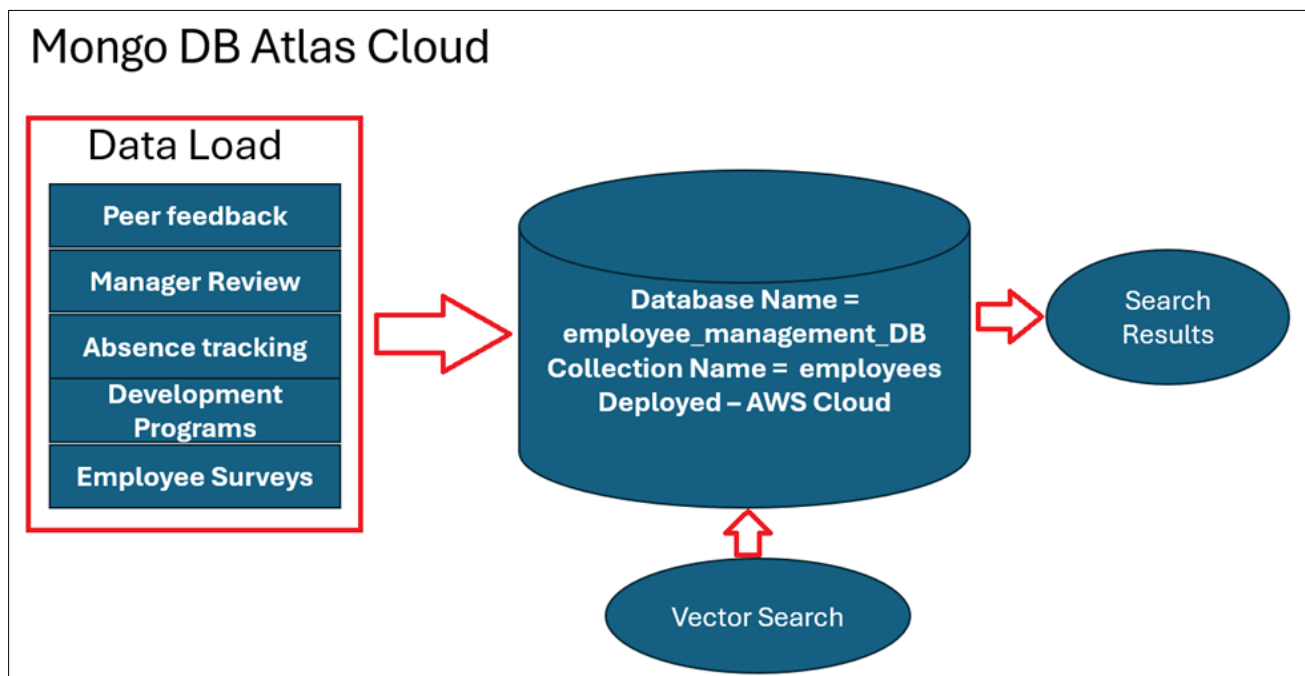 Mongo DB Atlas Cloud
Data Load
Peer feedback
Manager Review
Absence tracking
Development
Programs
Employee Surveys
Database Name =
employee_management_DB
Collection Name = employees
Deployed – AWS Cloud
Search
Results
Vector Search